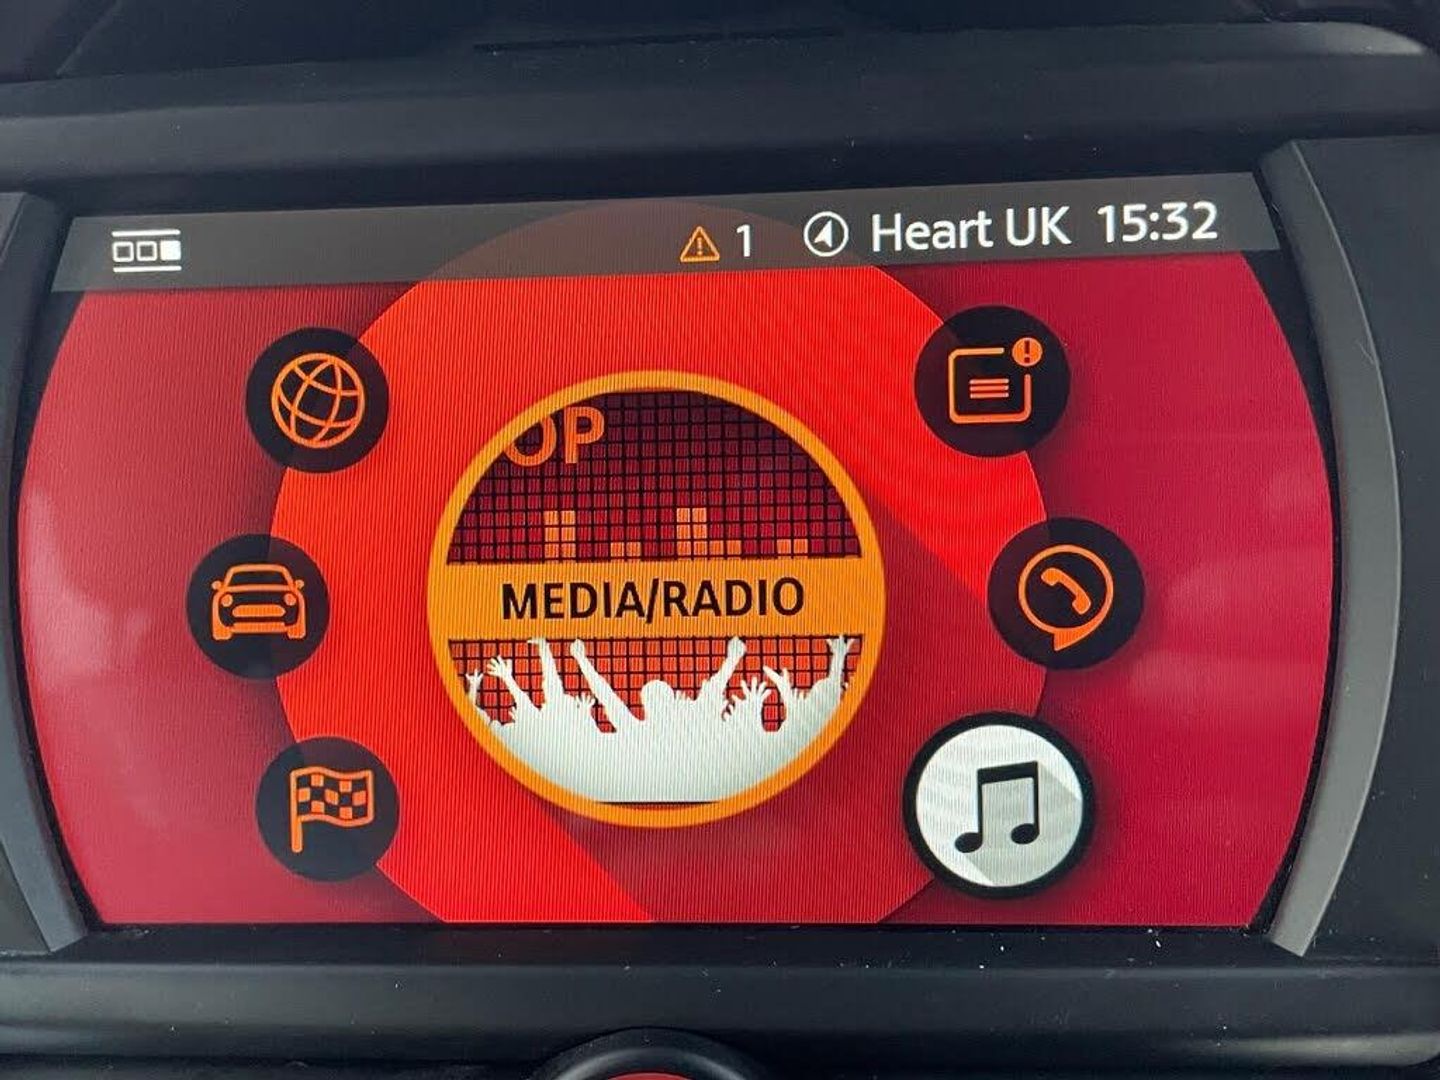 1 Heart UK 15:32
OP
MEDIA/RADIO